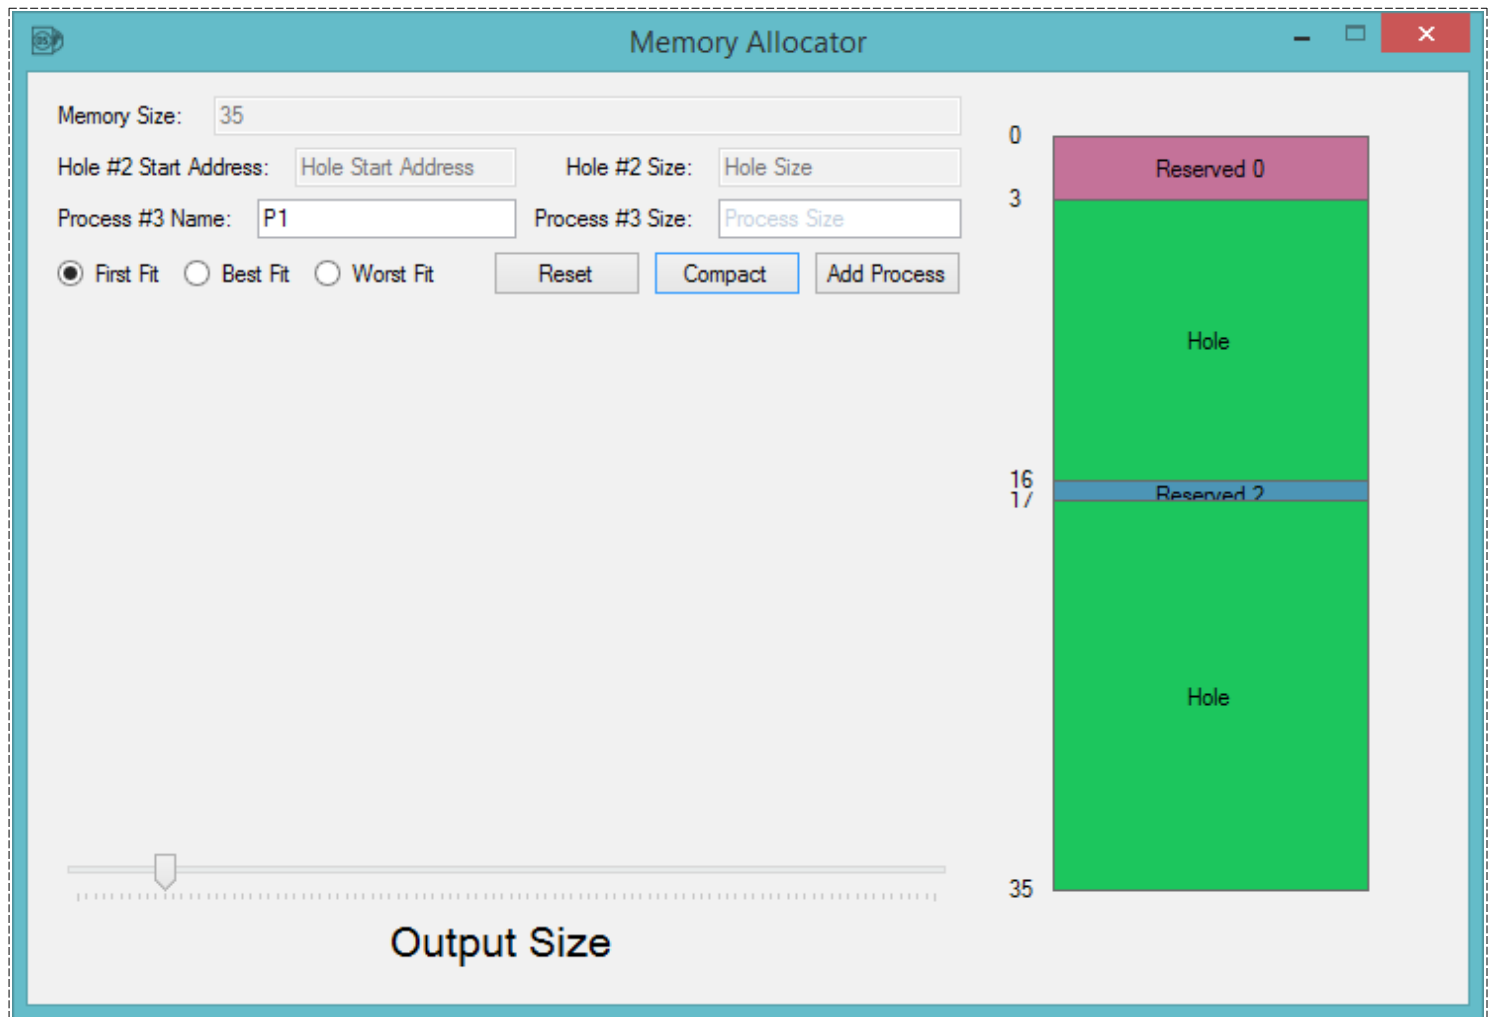 Memory Allocator
Memory Size: 35
Hole #2 Start Address: Hole Start Address Hole #2 Size: Hole Size
Process #3 Name: P1 Process #3 Size: Process Size
First Fit Best Fit Worst Fit Reset Compact Add Process
0
Reserved 0
3
Hole
16
Reserved 2
17
Hole
35
Output Size